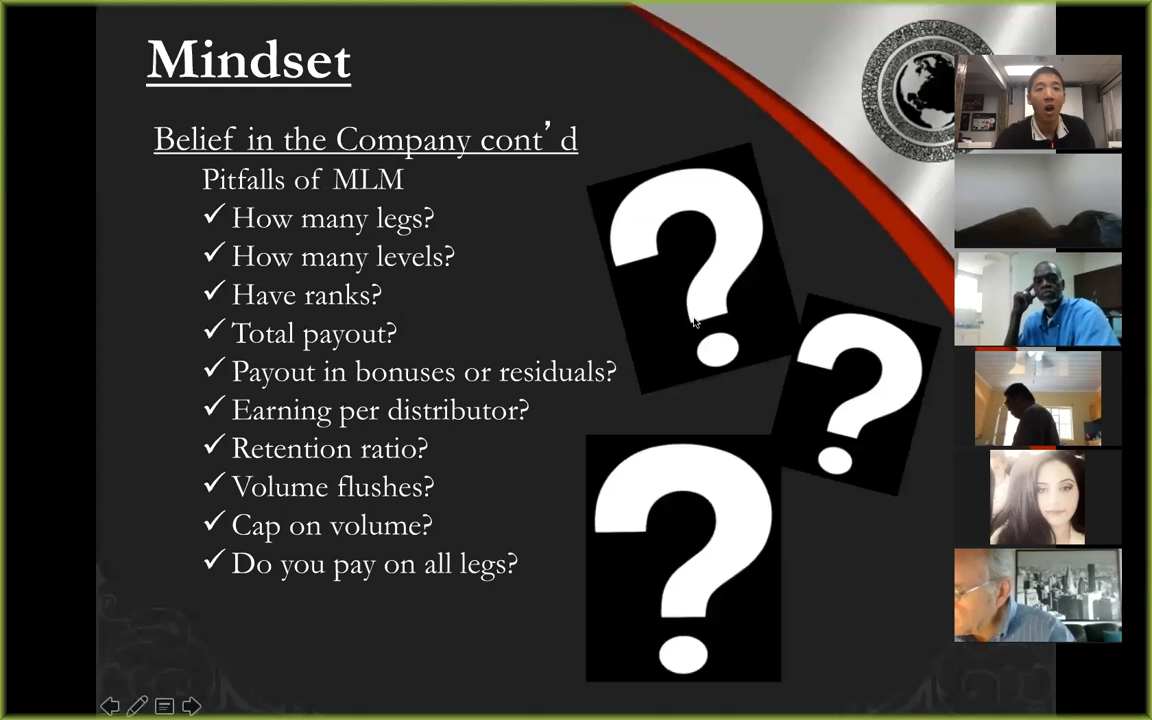 Mindset
Belief in the Company cont’d
Pitfalls of MLM
✓ How many legs?
✓ How many levels?
✓ Have ranks?
✓ Total payout?
✓ Payout in bonuses or residuals?
✓ Earning per distributor?
✓ Retention ratio?
✓ Volume flushes?
✓ Cap on volume?
✓ Do you pay on all legs?
?
?
?